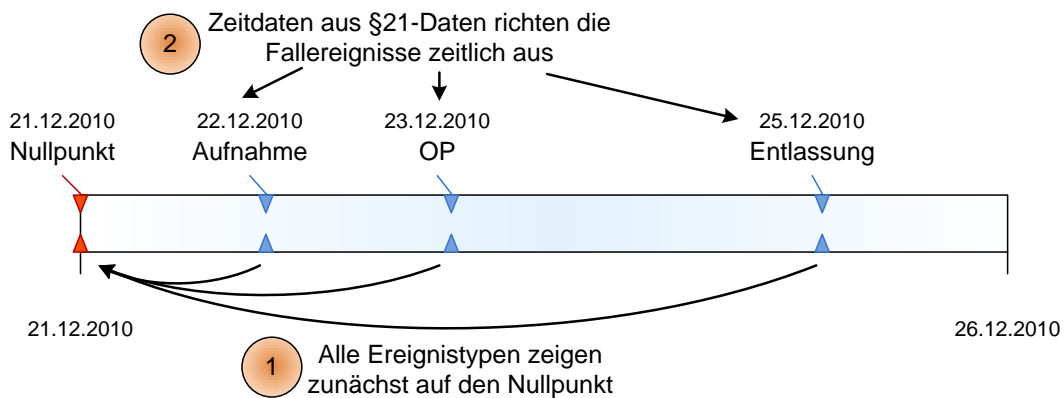 2
Zeitdaten aus §21-Daten richten die
Fallereignisse zeitlich aus
21.12.2010
Nullpunkt
22.12.2010
Aufnahme
23.12.2010
OP
25.12.2010
Entlassung
21.12.2010
26.12.2010
1
Alle Ereignistypen zeigen
zunächst auf den Nullpunkt